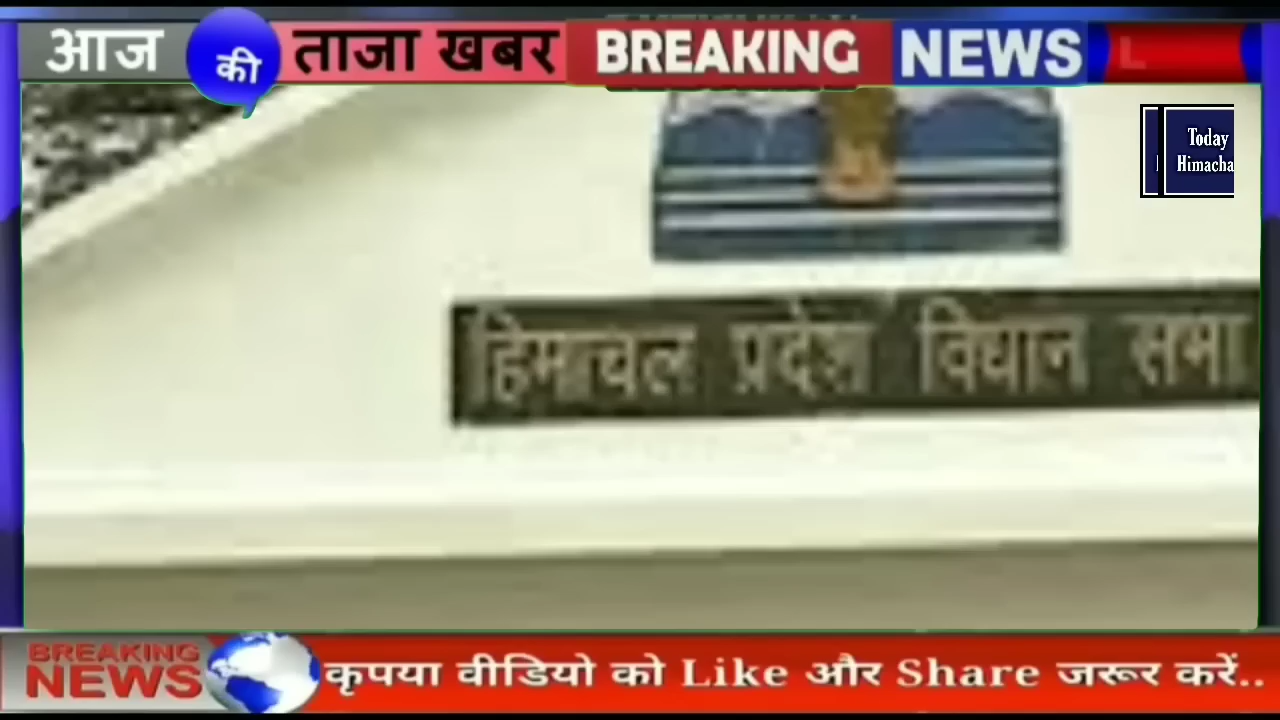 आज की ताजा खबर BREAKING NEWS L
Today
Himacha
हिमाचल प्रदेश विधान सभा
BREAKING
NEWS
कृपया वीडियो को Like और Share जरूर करें..